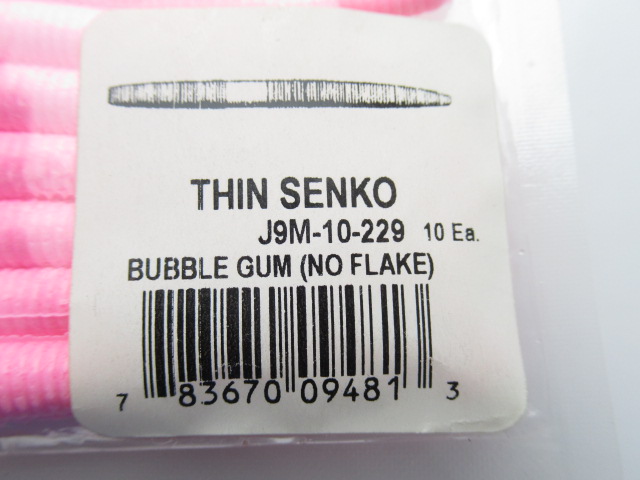 THIN SENKO
J9M-10-229 10 Ea.
BUBBLE GUM (NO FLAKE)
7 83670 09481 3